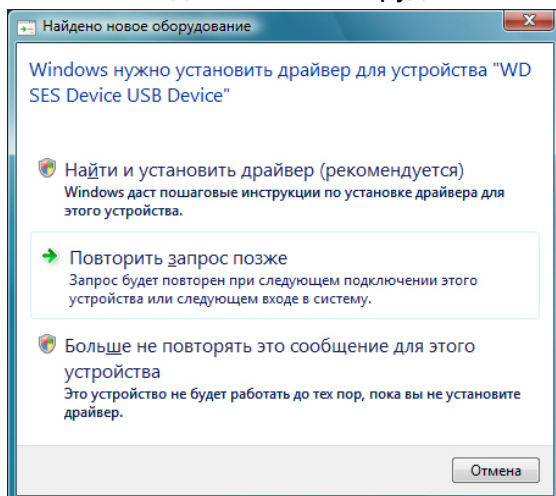 Найдено новое оборудование
Windows нужно установить драйвер для устройства "WD
SES Device USB Device"
Найти и установить драйвер (рекомендуется)
Windows даст пошаговые инструкции по установке драйвера для
этого устройства.
Повторить запрос позже
Запрос будет повторен при следующем подключении этого
устройства или следующем входе в систему.
Больше не повторять это сообщение для этого
устройства
Это устройство не будет работать до тех пор, пока вы не установите
драйвер.
Отмена